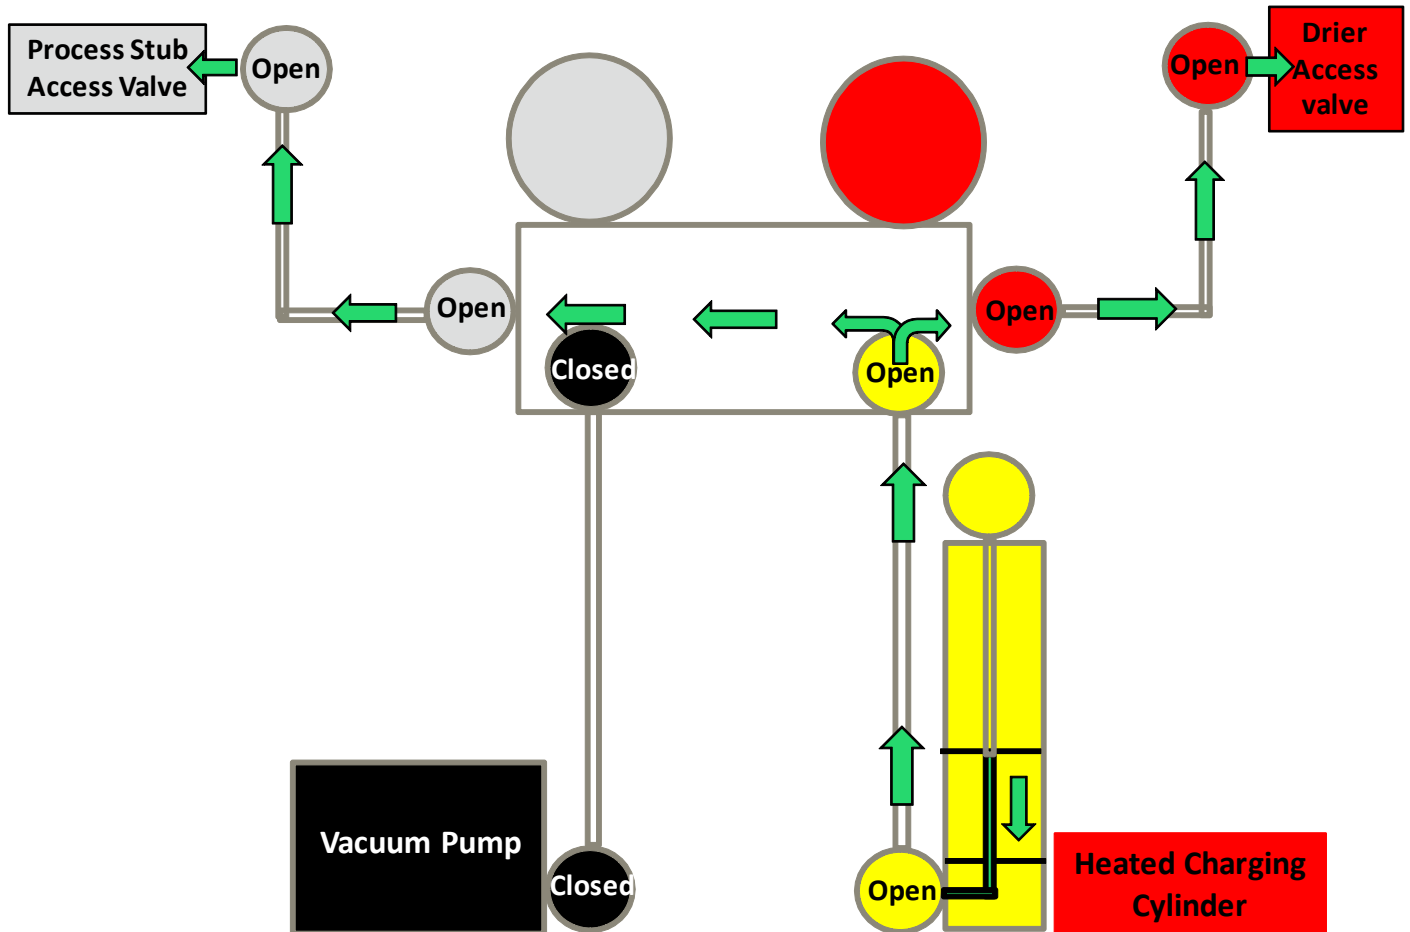 Process Stub
Access Valve
Open
Open
Drier
Access
valve
Open
Open
Closed
Open
Vacuum Pump
Closed
Open
Heated Charging
Cylinder